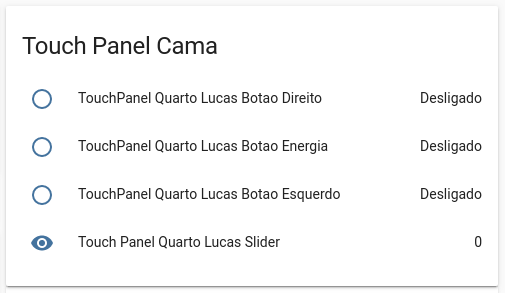 Touch Panel Cama
TouchPanel Quarto Lucas Botao Direito Desligado
TouchPanel Quarto Lucas Botao Energia Desligado
TouchPanel Quarto Lucas Botao Esquerdo Desligado
Touch Panel Quarto Lucas Slider 0